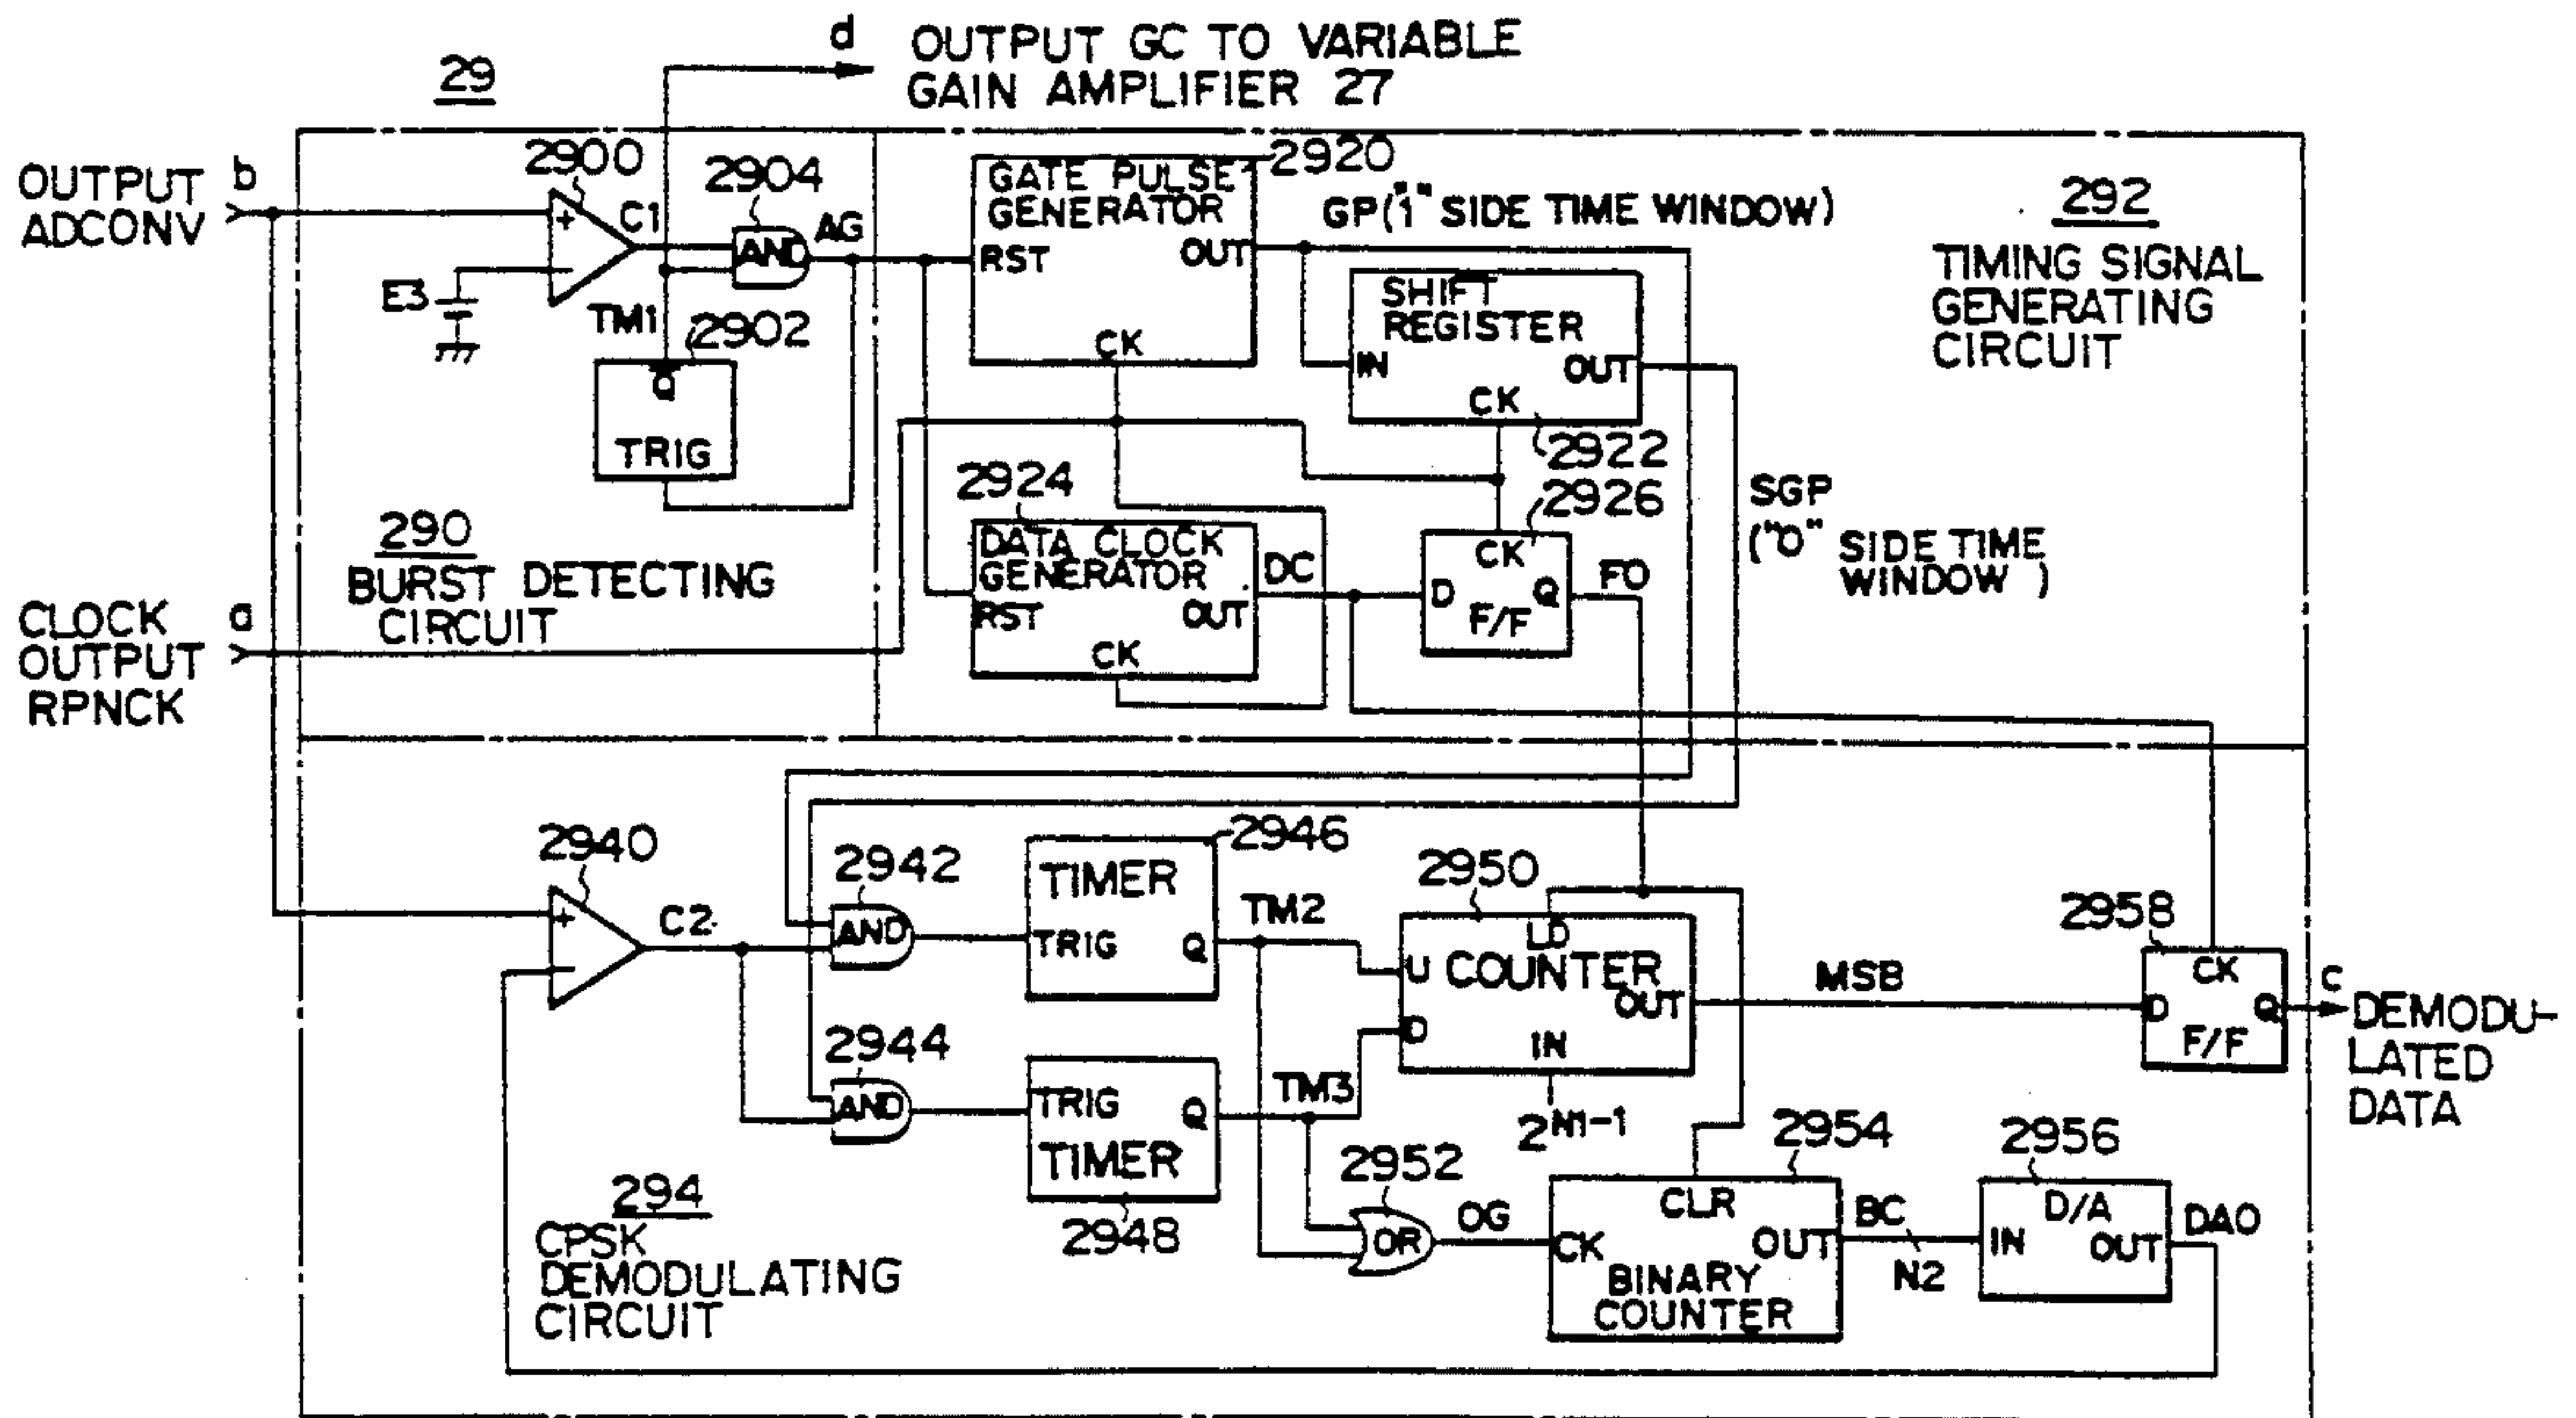 d
OUTPUT GC TO VARIABLE
GAIN AMPLIFIER 27
29
OUTPUT
ADCONV
b
2900
+
−
C1
E3
TM1
2904
AND
AG
2902
Q
TRIG
290
BURST DETECTING
CIRCUIT
CLOCK
OUTPUT
RPNCK
a
2920
GATE PULSE
GENERATOR
RST
OUT
CK
GP("1" SIDE TIME WINDOW)
SHIFT
REGISTER
IN
OUT
CK
2922
292
TIMING SIGNAL
GENERATING
CIRCUIT
2924
DATA CLOCK
GENERATOR
RST
OUT
CK
DC
2926
CK
D
Q
F/F
FO
SGP
("0" SIDE TIME
WINDOW)
2940
+
−
C2
2942
AND
2944
AND
2946
TIMER
TRIG
Q
TM2
TRIG
Q
TIMER
2948
TM3
2950
LD
U
COUNTER
OUT
D
IN
2^N1-1
MSB
2958
CK
D
Q
F/F
c
DEMODU-
LATED
DATA
294
CPSK
DEMODULATING
CIRCUIT
2952
OR
OG
2954
CLR
CK
OUT
BINARY
COUNTER
BC
N2
2956
D/A
IN
OUT
DAO